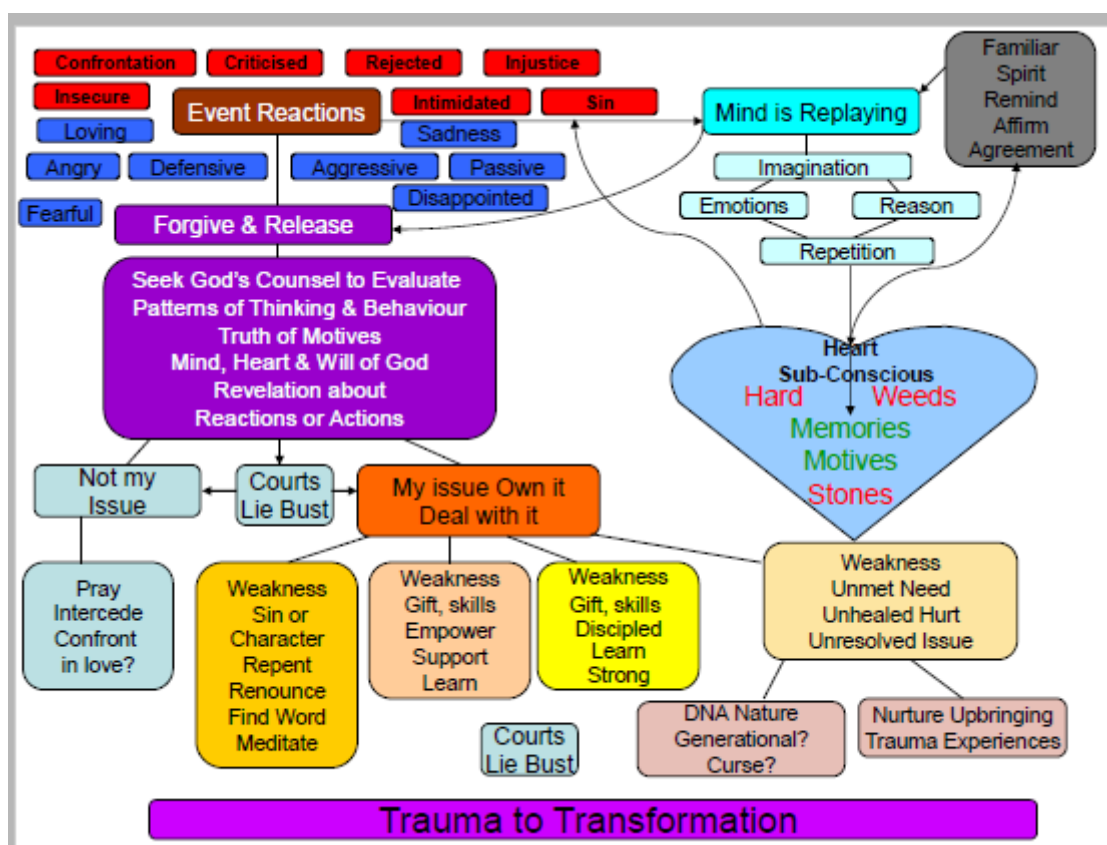 Confrontation
Criticised
Rejected
Injustice
Insecure
Event Reactions
Intimidated
Sin
Mind is Replaying
Familiar
Spirit
Remind
Affirm
Agreement
Loving
Sadness
Angry
Defensive
Aggressive
Passive
Disappointed
Fearful
Imagination
Emotions
Reason
Repetition
Forgive & Release
Seek God's Counsel to Evaluate
Patterns of Thinking & Behaviour
Truth of Motives
Mind, Heart & Will of God
Revelation about
Reactions or Actions
Heart
Sub-Conscious
Hard
Weeds
Memories
Motives
Stones
Not my
Issue
Courts
Lie Bust
My issue Own it
Deal with it
Pray
Intercede
Confront
in love?
Weakness
Sin or
Character
Repent
Renounce
Find Word
Meditate
Weakness
Gift, skills
Empower
Support
Learn
Weakness
Gift, skills
Discipled
Learn
Strong
Weakness
Unmet Need
Unhealed Hurt
Unresolved Issue
Courts
Lie Bust
DNA Nature
Generational?
Curse?
Nurture Upbringing
Trauma Experiences
Trauma to Transformation